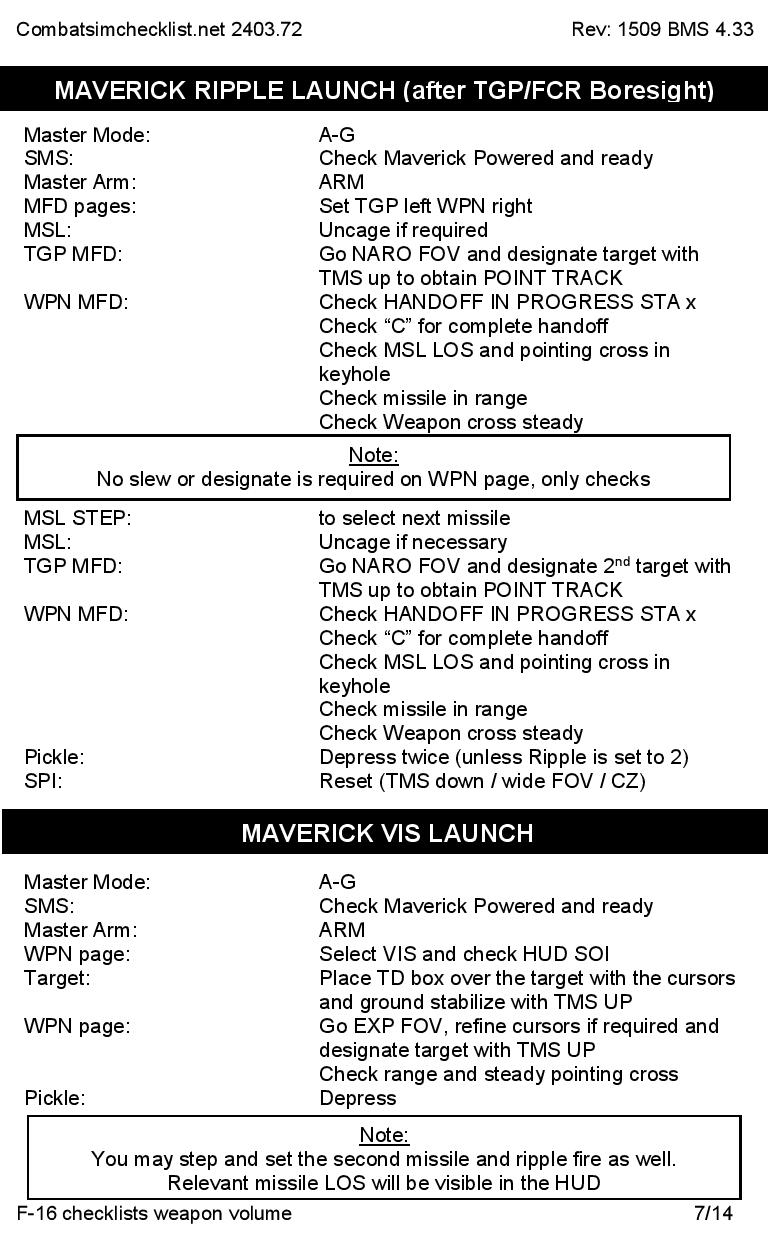 Combatsimchecklist.net 2403.72 Rev: 1509 BMS 4.33
MAVERICK RIPPLE LAUNCH (after TGP/FCR Boresight)
Master Mode: A-G
SMS: Check Maverick Powered and ready
Master Arm: ARM
MFD pages: Set TGP left WPN right
MSL: Uncage if required
TGP MFD: Go NARO FOV and designate target with
TMS up to obtain POINT TRACK
WPN MFD: Check HANDOFF IN PROGRESS STA x
Check “C” for complete handoff
Check MSL LOS and pointing cross in
keyhole
Check missile in range
Check Weapon cross steady
Note:
No slew or designate is required on WPN page, only checks
MSL STEP: to select next missile
MSL: Uncage if necessary
TGP MFD: Go NARO FOV and designate 2nd target with
TMS up to obtain POINT TRACK
WPN MFD: Check HANDOFF IN PROGRESS STA x
Check “C” for complete handoff
Check MSL LOS and pointing cross in
keyhole
Check missile in range
Check Weapon cross steady
Pickle: Depress twice (unless Ripple is set to 2)
SPI: Reset (TMS down / wide FOV / CZ)
MAVERICK VIS LAUNCH
Master Mode: A-G
SMS: Check Maverick Powered and ready
Master Arm: ARM
WPN page: Select VIS and check HUD SOI
Target: Place TD box over the target with the cursors
and ground stabilize with TMS UP
WPN page: Go EXP FOV, refine cursors if required and
designate target with TMS UP
Check range and steady pointing cross
Pickle: Depress
Note:
You may step and set the second missile and ripple fire as well.
Relevant missile LOS will be visible in the HUD
F-16 checklists weapon volume 7/14